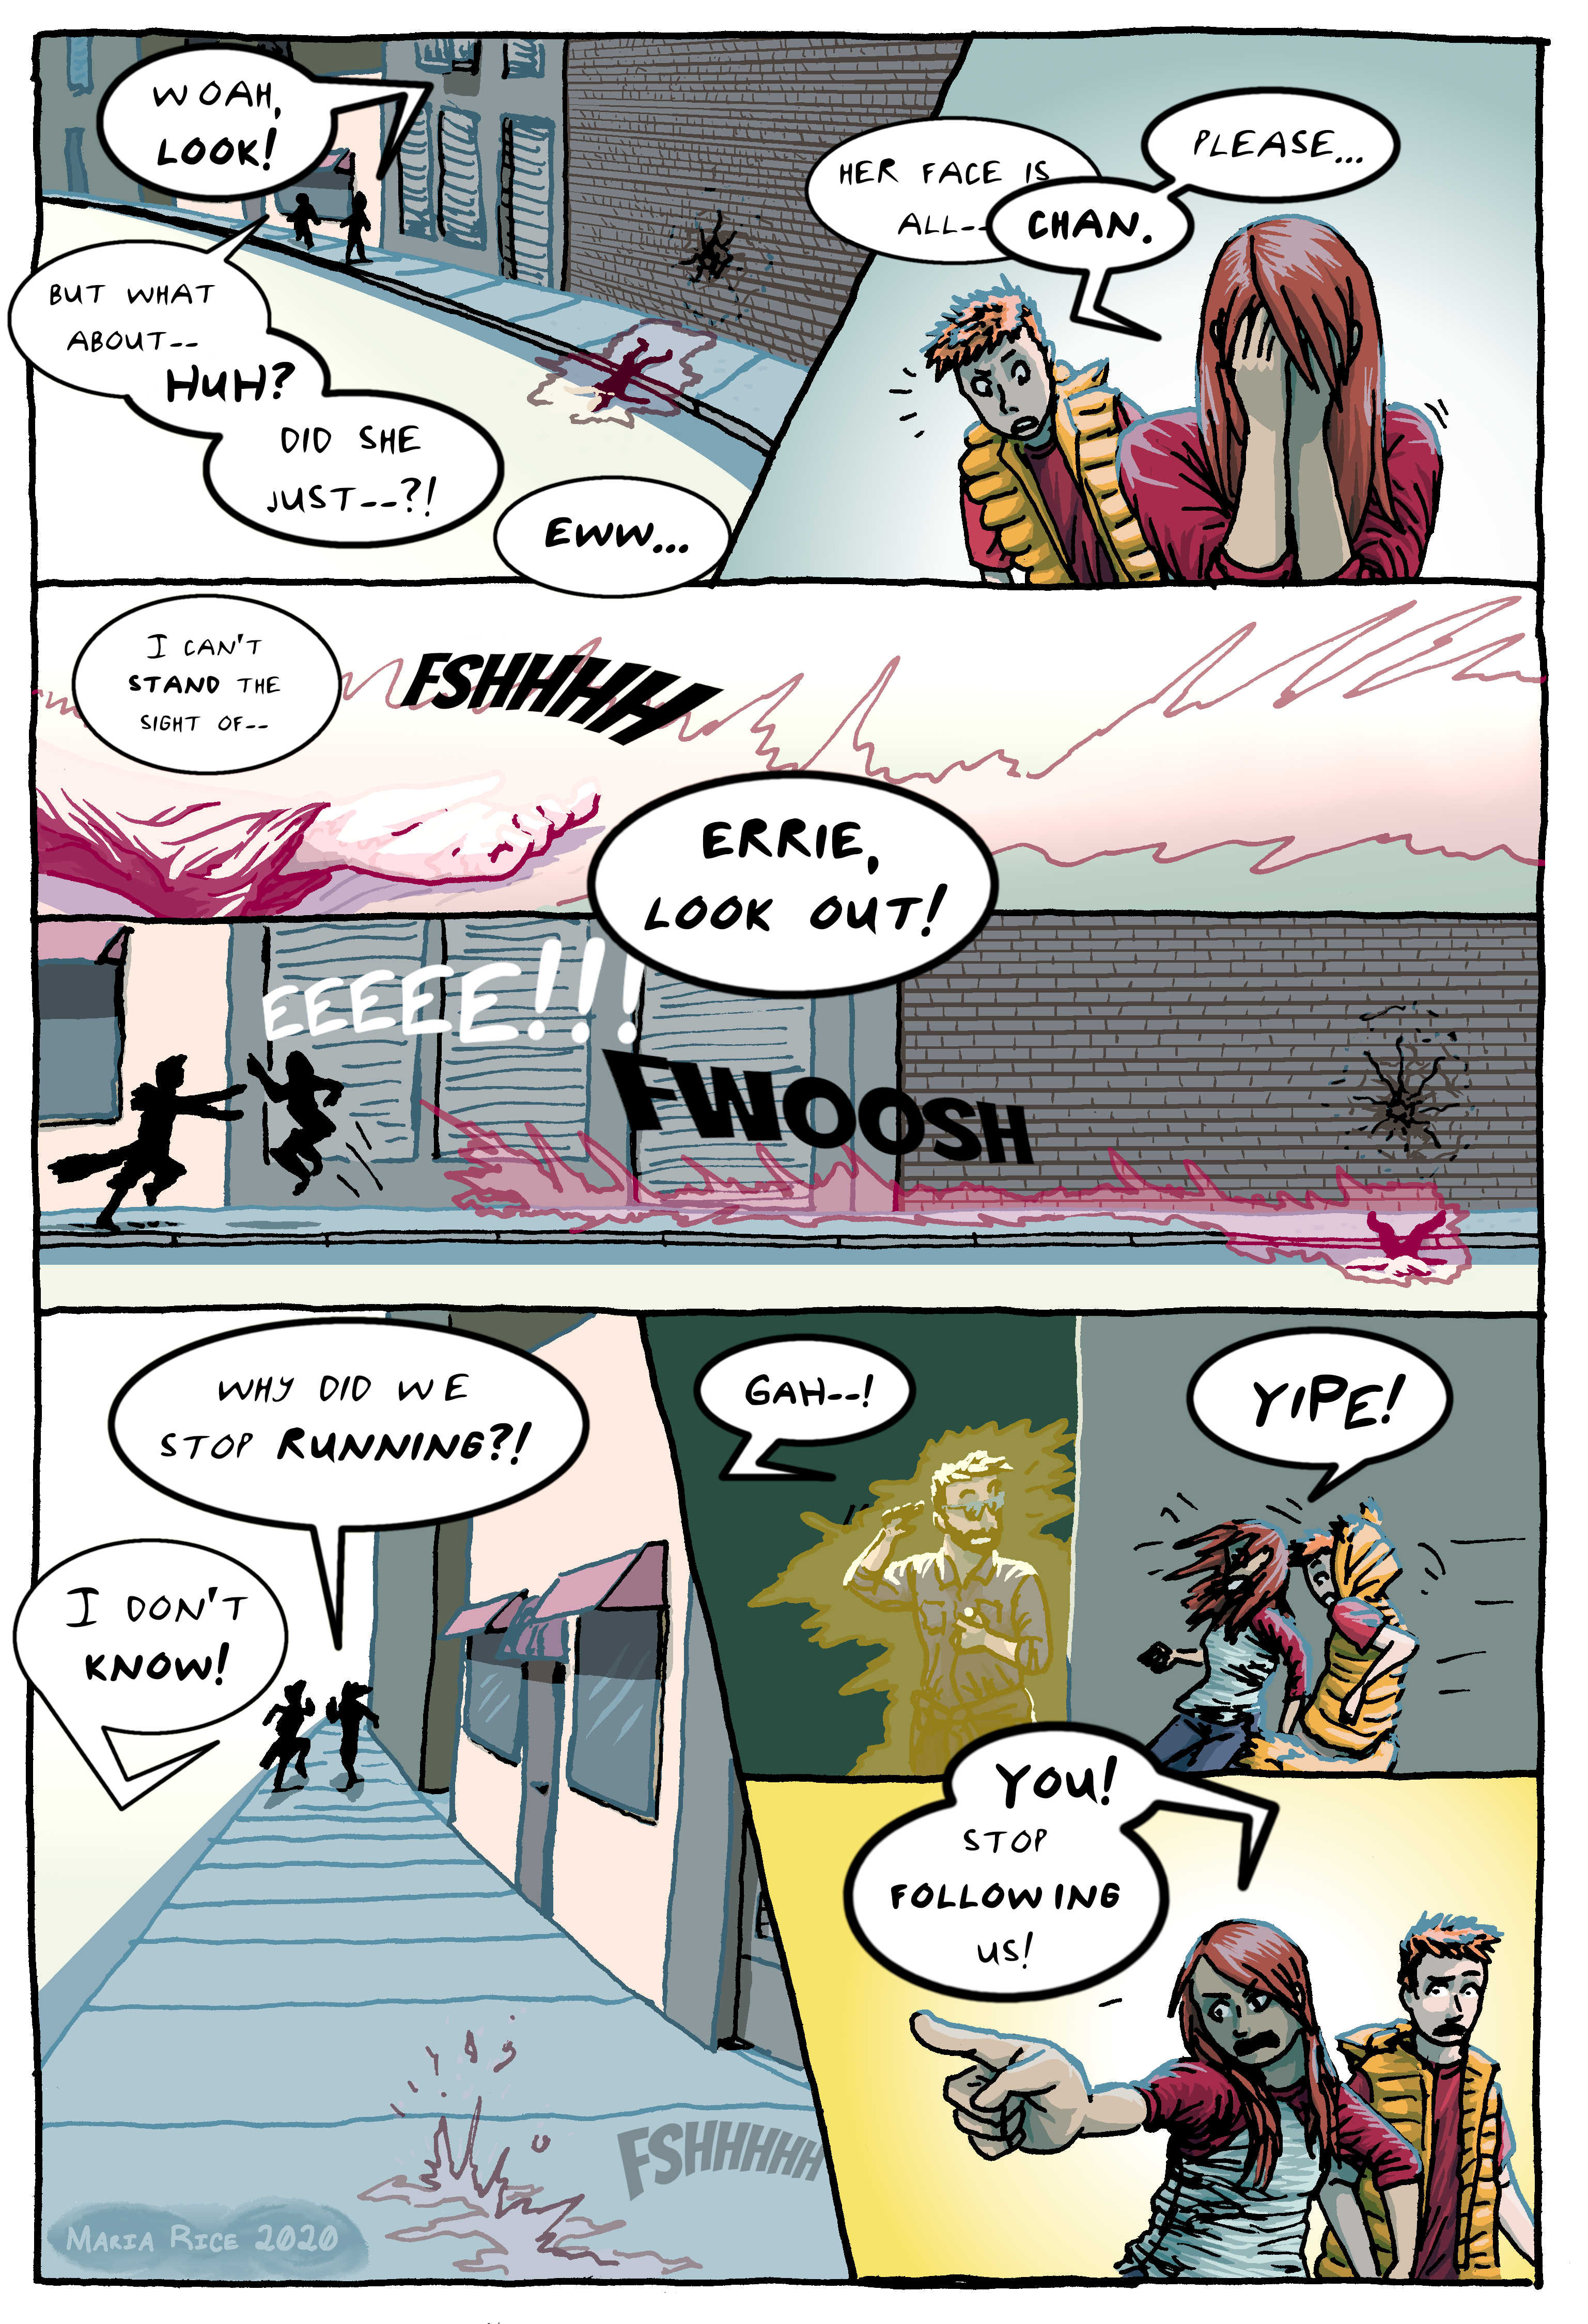 WOAH,
LOOK!
BUT WHAT
ABOUT--
HUH?
DID SHE
JUST--?!
EWW...
HER FACE IS
ALL--
PLEASE...
CHAN.
I CAN'T
STAND THE
SIGHT OF--
FSHHHH
ERRIE,
LOOK OUT!
EEEEE!!!
FWOOSH
WHY DID WE
STOP RUNNING?!
I DON'T
KNOW!
GAH--!
YIPE!
YOU!
STOP
FOLLOWING
US!
FSHHHHH
MARIA RICE 2020